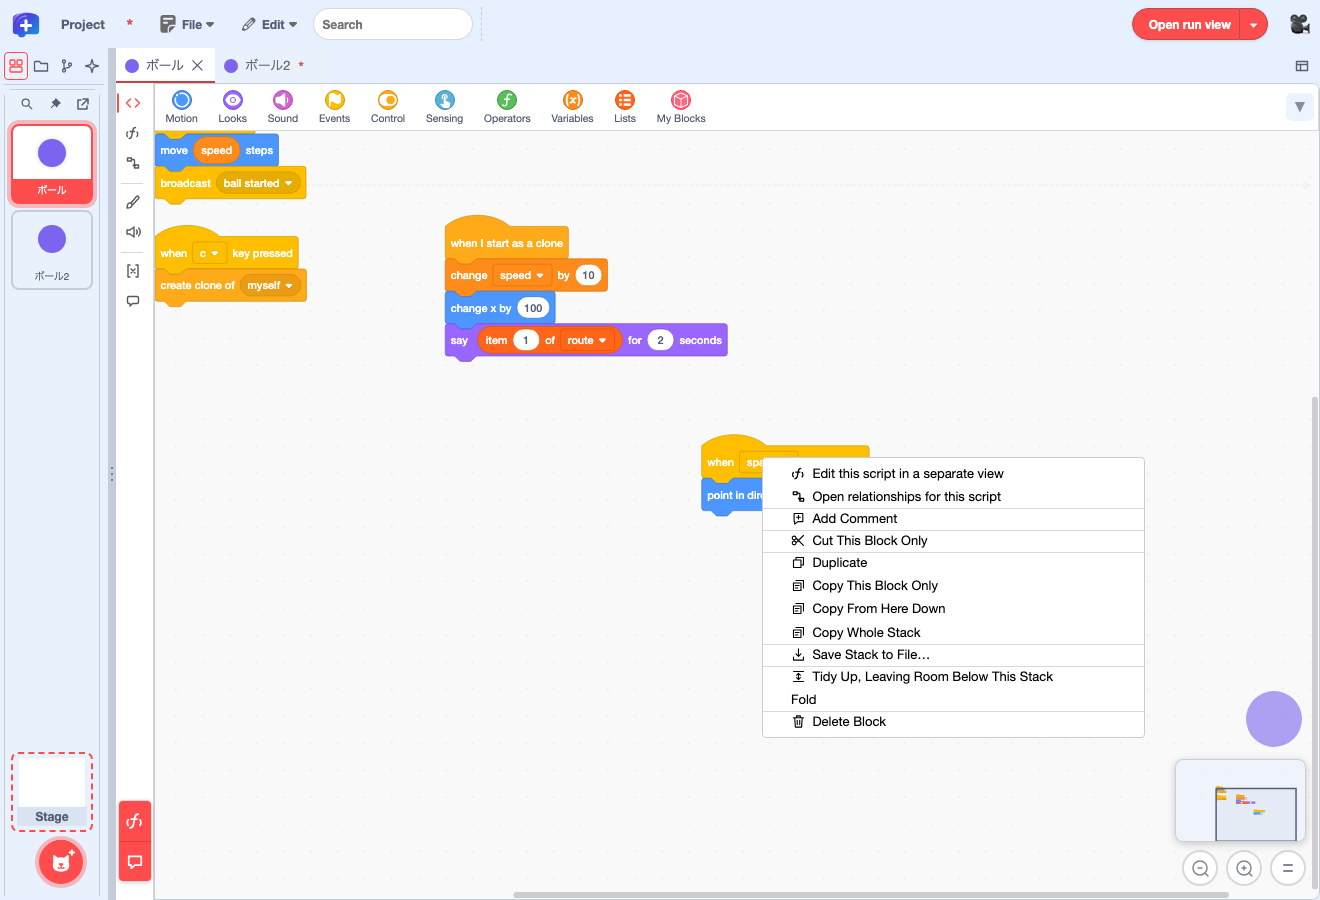 Project * File Edit Search Open run view
ボール ボール2 *
Motion Looks Sound Events Control Sensing Operators Variables Lists My Blocks
move speed steps
broadcast ball started
when c key pressed
create clone of myself
when I start as a clone
change speed by 10
change x by 100
say item 1 of route for 2 seconds
when
point in
Edit this script in a separate view
Open relationships for this script
Add Comment
Cut This Block Only
Duplicate
Copy This Block Only
Copy From Here Down
Copy Whole Stack
Save Stack to File…
Tidy Up, Leaving Room Below This Stack
Fold
Delete Block
ボール
ボール2
Stage